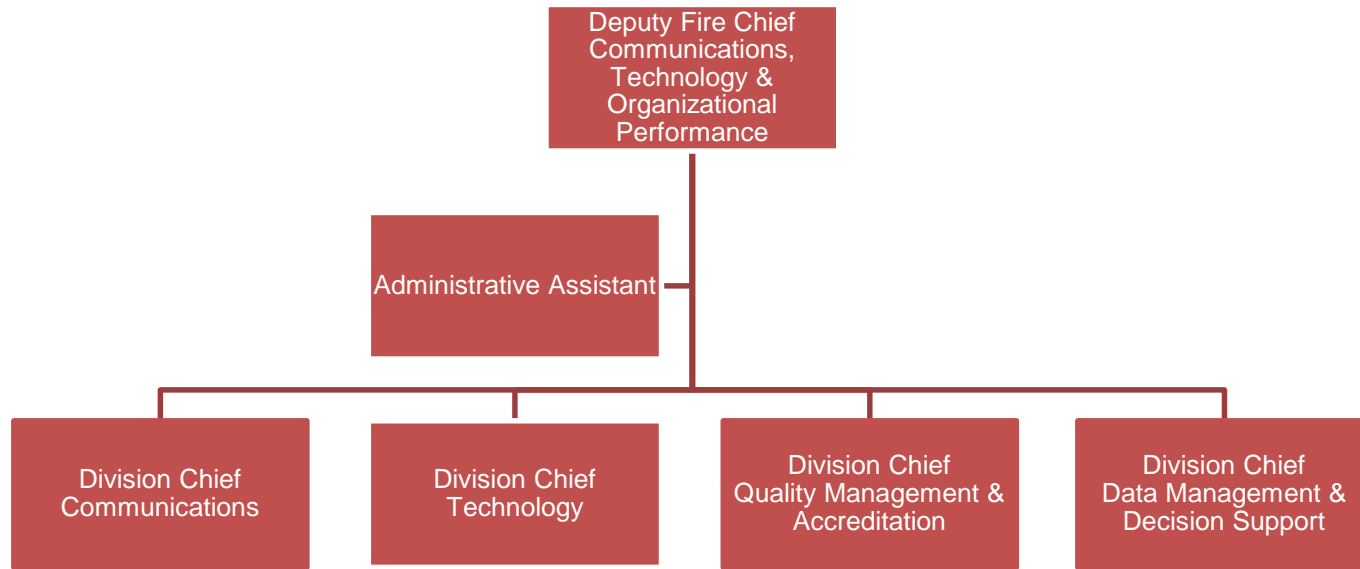 Deputy Fire Chief
Communications,
Technology &
Organizational
Performance
Administrative Assistant
Division Chief
Communications
Division Chief
Technology
Division Chief
Quality Management &
Accreditation
Division Chief
Data Management &
Decision Support